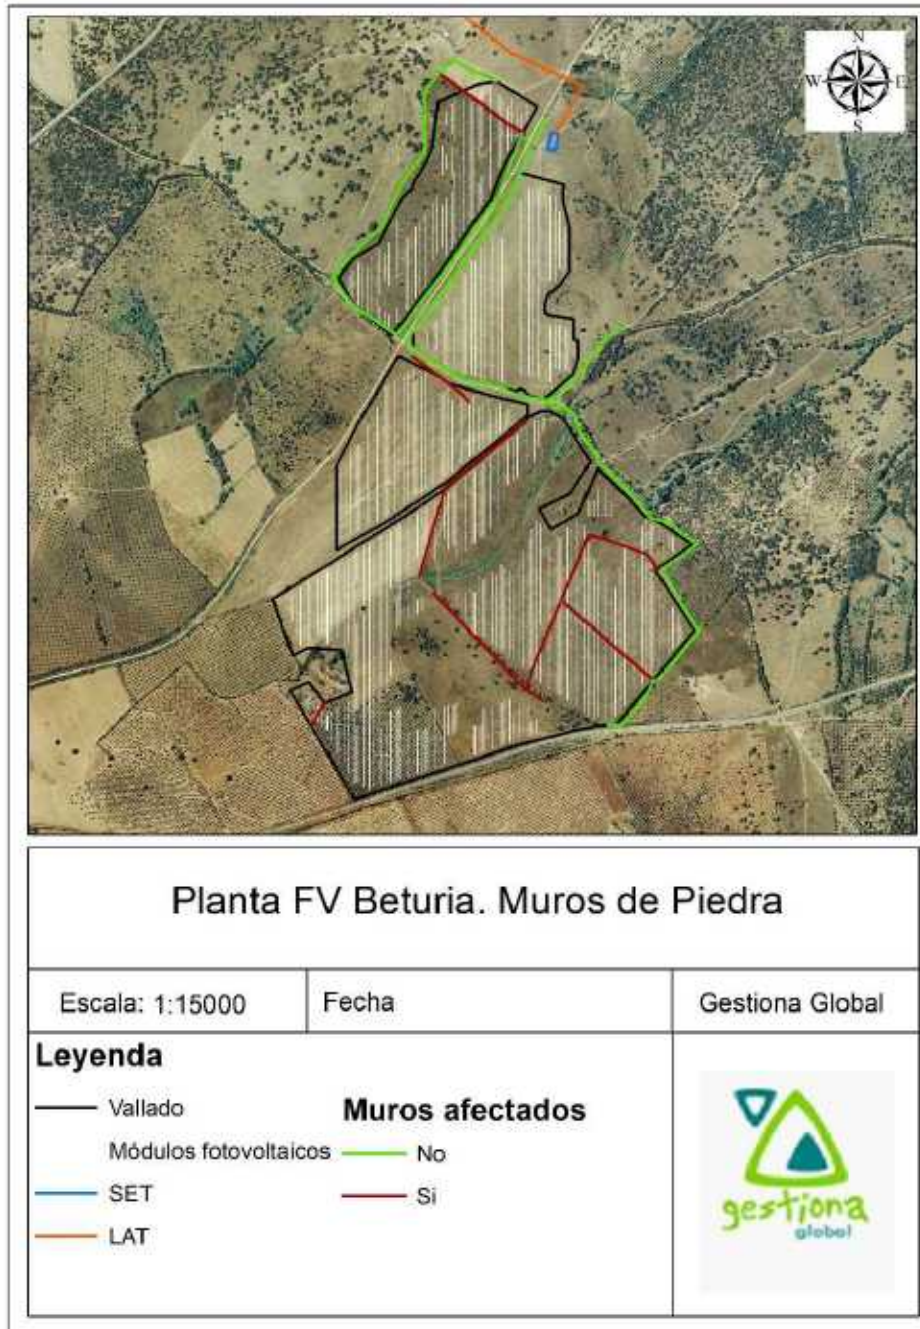 N
W E
S
Planta FV Beturia. Muros de Piedra
Escala: 1:15000
Fecha
Gestiona Global
Leyenda
Vallado
Módulos fotovoltaicos
SET
LAT
Muros afectados
No
Si
gestiona
global